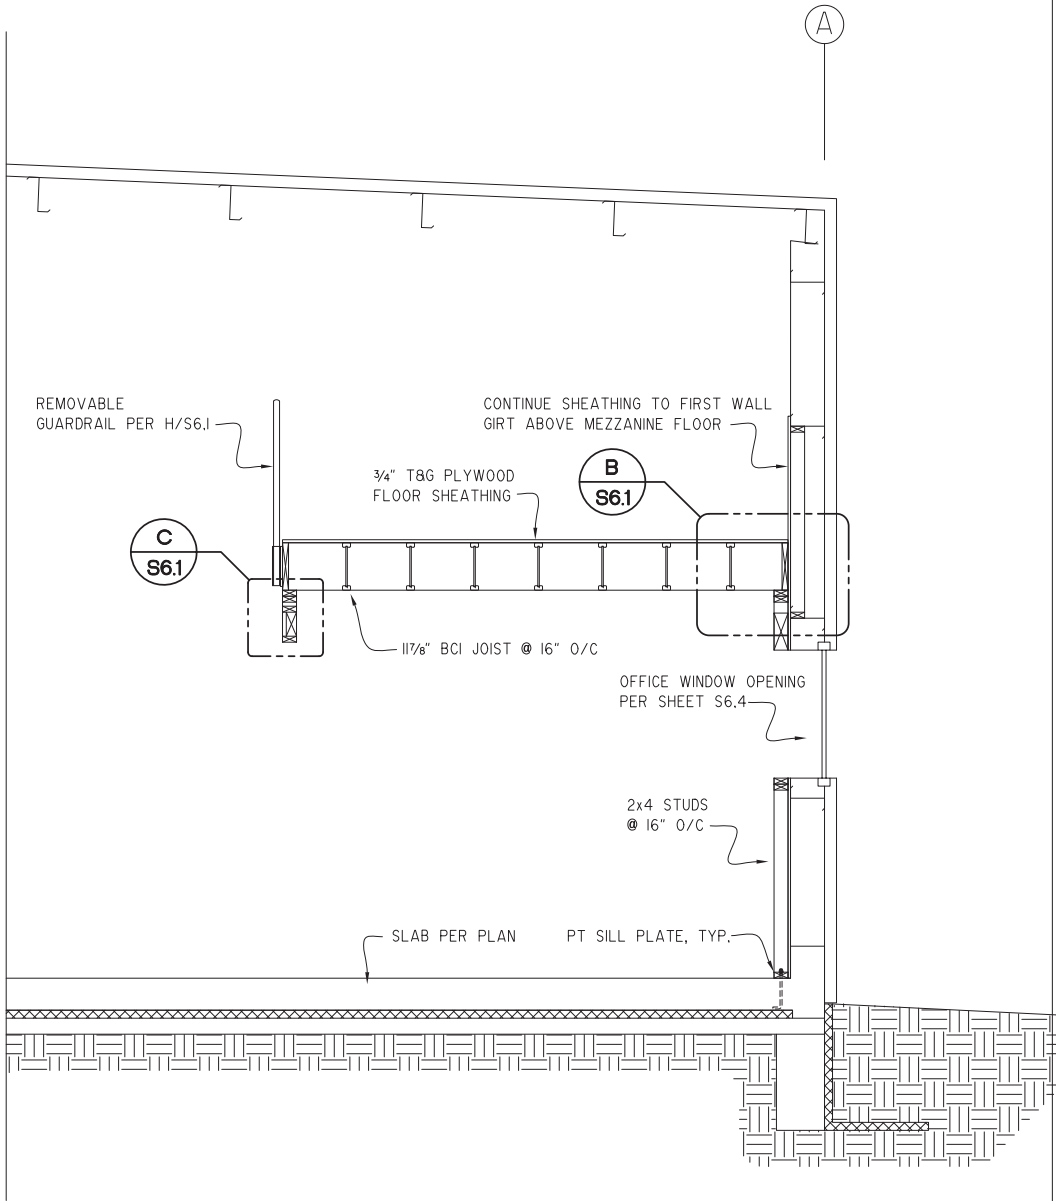 A
REMOVABLE
GUARDRAIL PER H/S6.1
CONTINUE SHEATHING TO FIRST WALL
GIRT ABOVE MEZZANINE FLOOR
3/4" T&G PLYWOOD
FLOOR SHEATHING
B
S6.1
C
S6.1
11 7/8" BCI JOIST @ 16" O/C
OFFICE WINDOW OPENING
PER SHEET S6.4
2x4 STUDS
@ 16" O/C
SLAB PER PLAN
PT SILL PLATE, TYP.